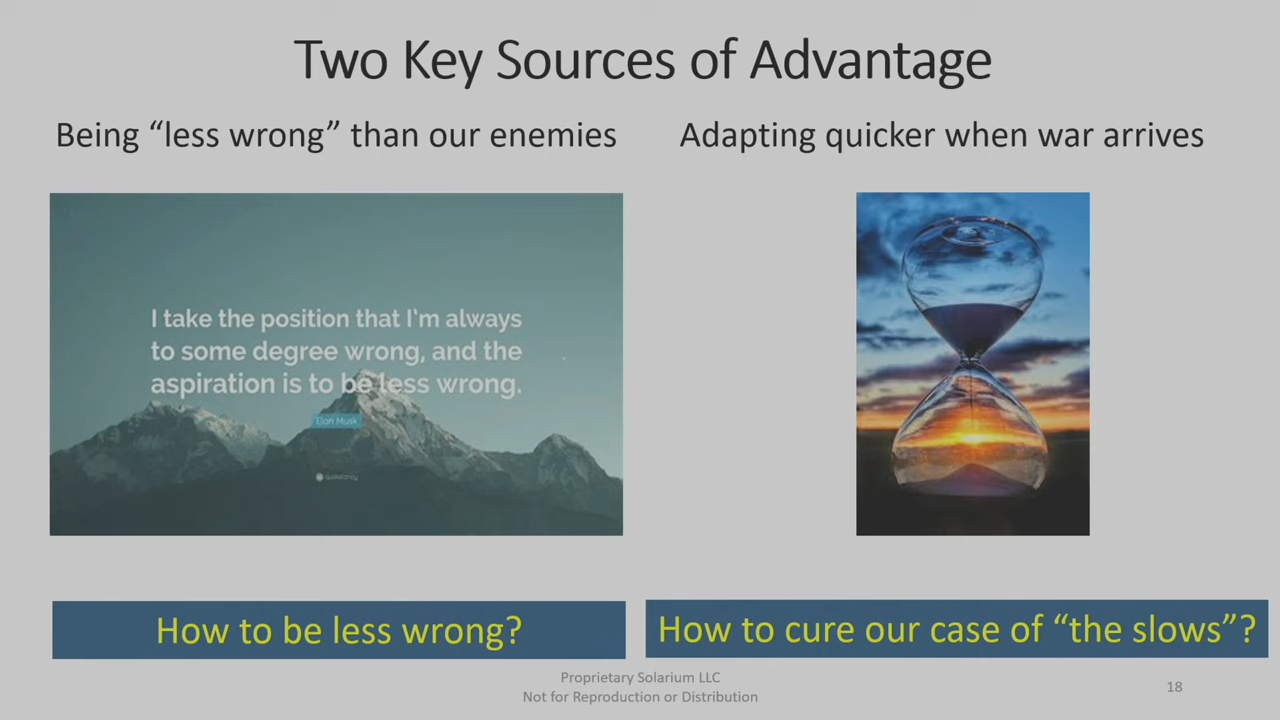 Two Key Sources of Advantage
Being “less wrong” than our enemies
Adapting quicker when war arrives
I take the position that I’m always
to some degree wrong, and the
aspiration is to be less wrong.
Elon Musk
quotefancy
How to be less wrong?
How to cure our case of “the slows”?
Proprietary Solarium LLC
Not for Reproduction or Distribution
18